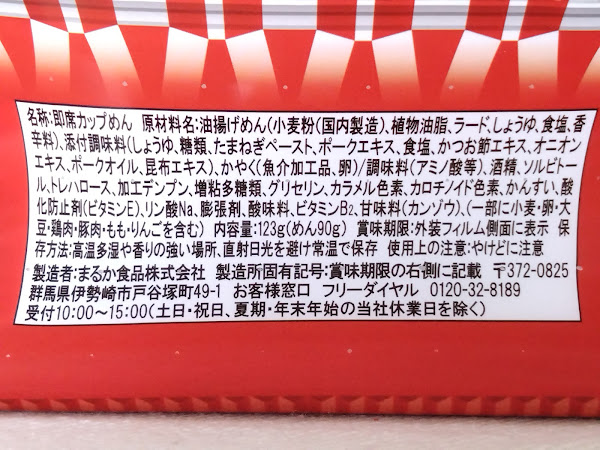 名称:即席カップめん 原材料名:油揚げめん(小麦粉(国内製造)、植物油脂、ラード、しょうゆ、食塩、香
辛料)、添付調味料(しょうゆ、糖類、たまねぎペースト、ポークエキス、食塩、かつお節エキス、オニオン
エキス、ポークオイル、昆布エキス)、かやく(魚介加工品、卵)/調味料(アミノ酸等)、酒精、ソルビトー
ル、トレハロース、加工デンプン、増粘多糖類、グリセリン、カラメル色素、カロチノイド色素、かんすい、酸
化防止剤(ビタミンE)、リン酸Na、膨張剤、酸味料、ビタミンB2、甘味料(カンゾウ)、(一部に小麦・卵・大
豆・鶏肉・豚肉・もも・りんごを含む) 内容量:123g(めん90g) 賞味期限:外装フィルム側面に表示 保
存方法:高温多湿や香りの強い場所、直射日光を避け常温で保存 使用上の注意:やけどに注意
製造者:まるか食品株式会社 製造所固有記号:賞味期限の右側に記載 〒372-0825
群馬県伊勢崎市戸谷塚町49-1 お客様窓口 フリーダイヤル 0120-32-8189
受付10:00~15:00(土日・祝日、夏期・年末年始の当社休業日を除く)